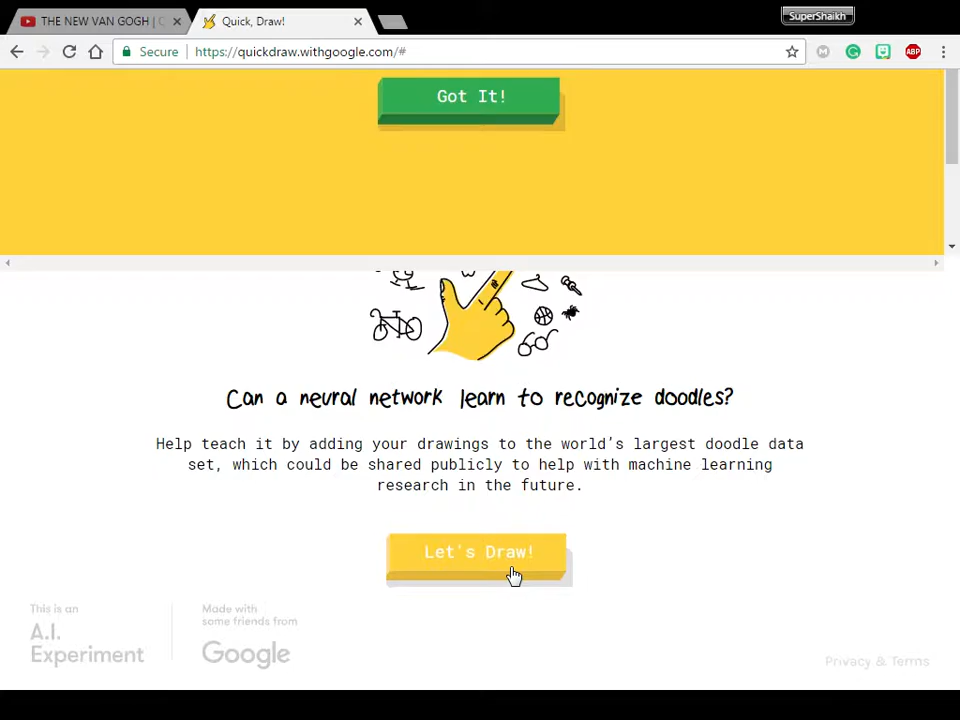 SuperShaikh
THE NEW VAN GOGH |
Quick, Draw!
Secure
https://quickdraw.withgoogle.com/#
ABP
Got It!
Can a neural network learn to recognize doodles?
Help teach it by adding your drawings to the world's largest doodle data
set, which could be shared publicly to help with machine learning
research in the future.
Let's Draw!
This is an
A.I.
Experiment
Made with
some friends from
Google
Privacy & Terms